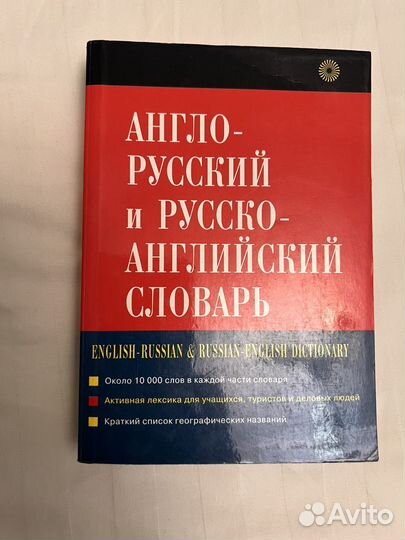 АНГЛО-
РУССКИЙ
и РУССКО-
АНГЛИЙСКИЙ
СЛОВАРЬ
ENGLISH-RUSSIAN & RUSSIAN-ENGLISH DICTIONARY
Около 10 000 слов в каждой части словаря
Активная лексика для учащихся, туристов и деловых людей
Краткий список географических названий
Avito